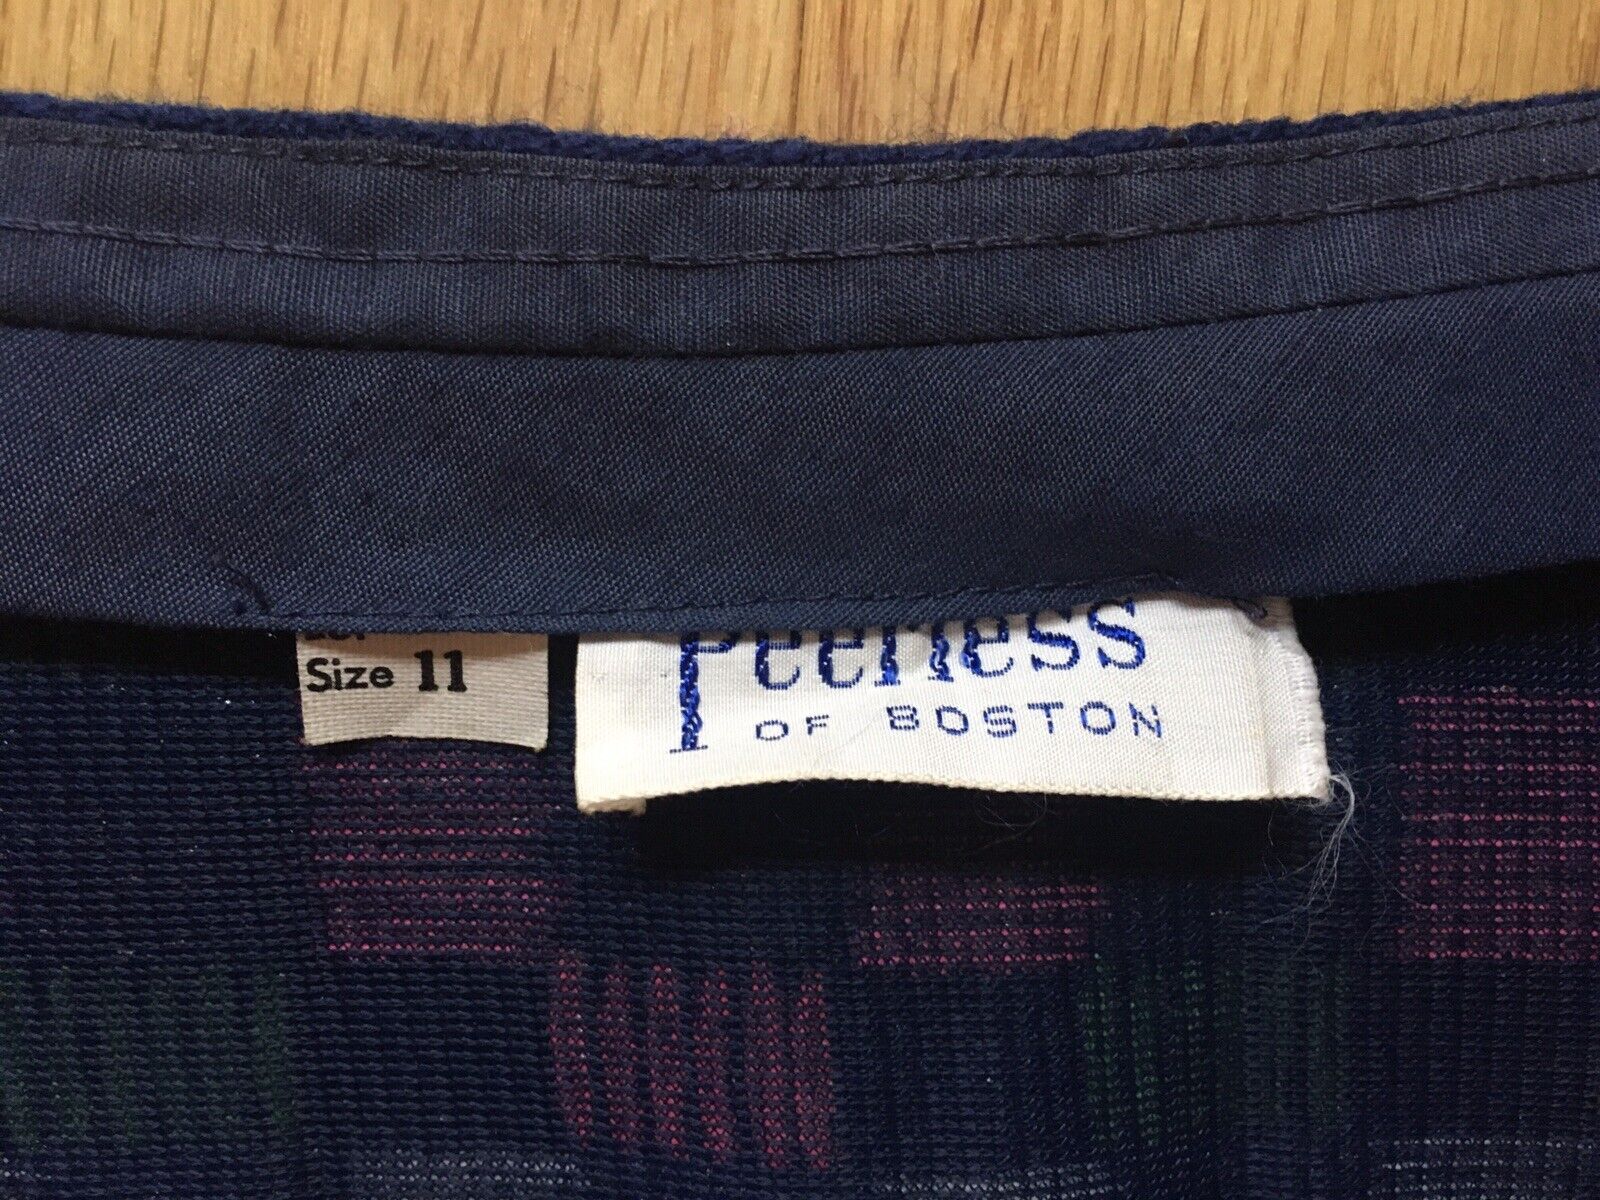 Size 11
Peerless
OF BOSTON